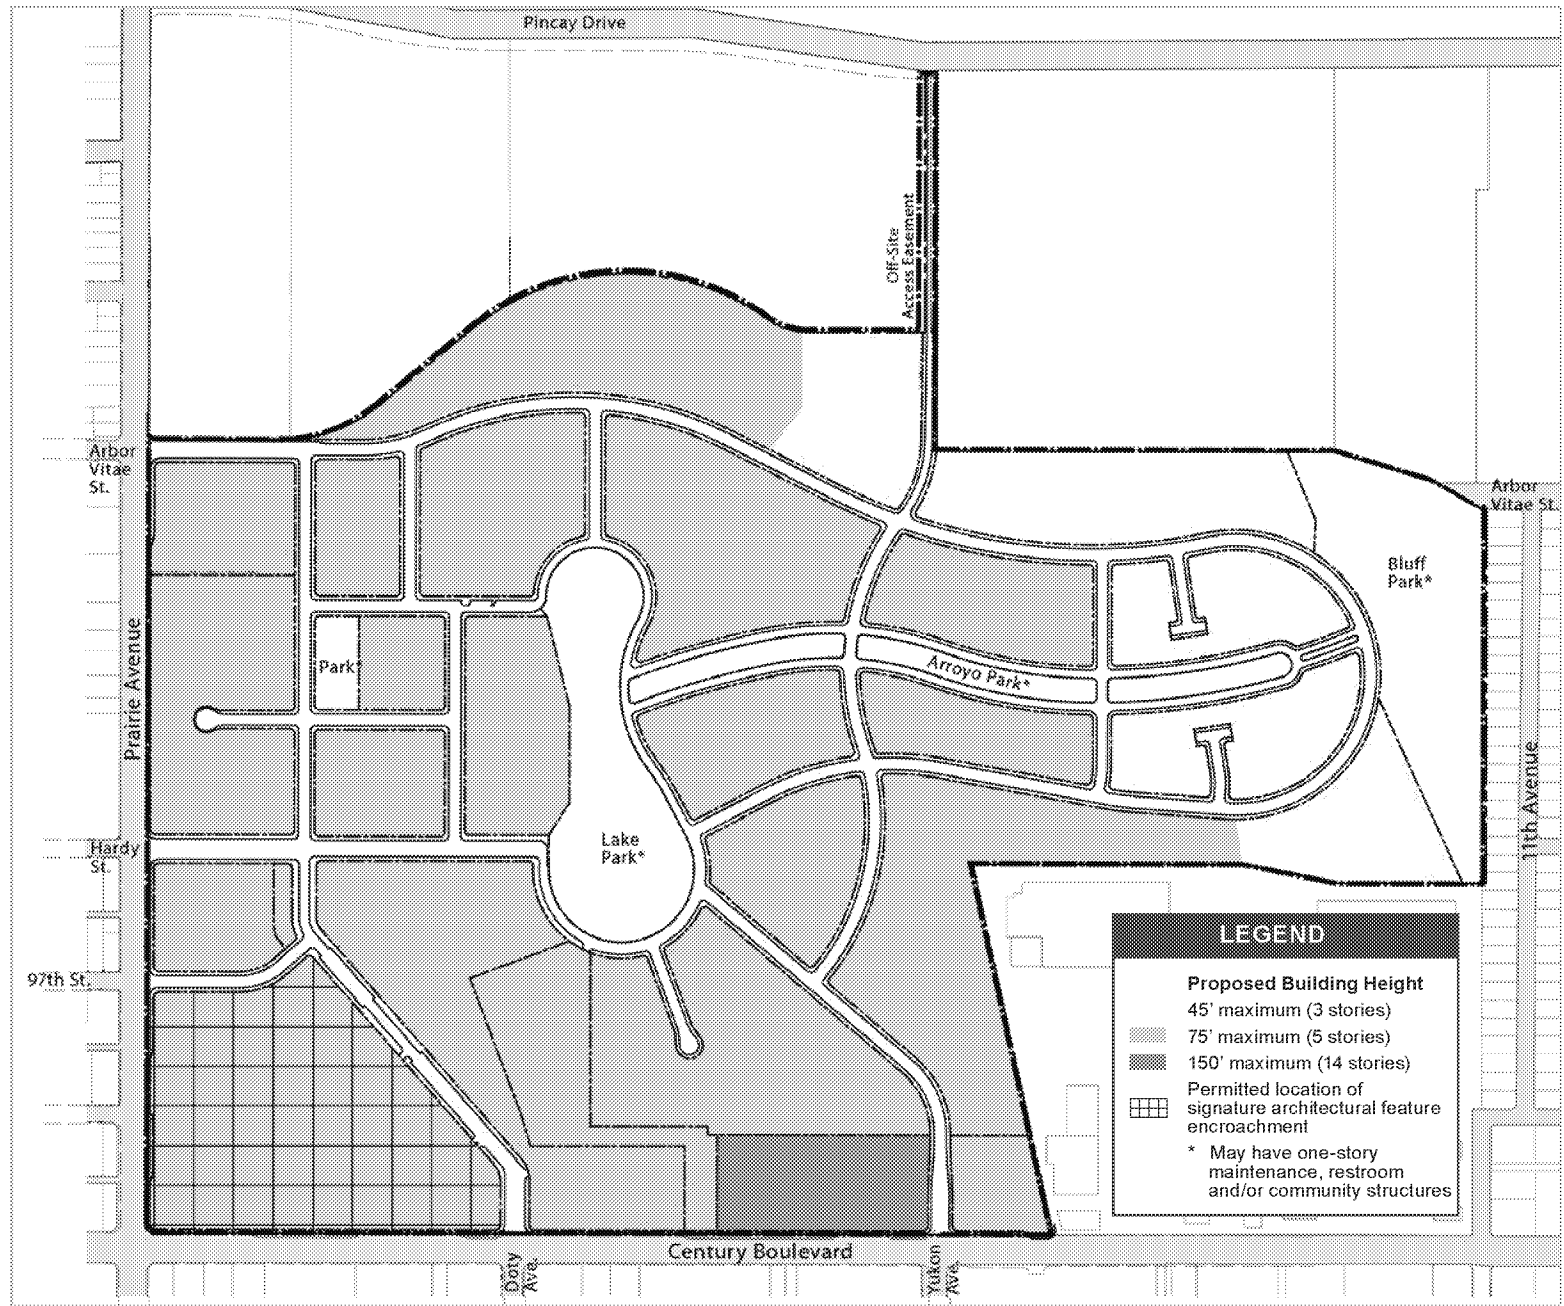 Pincay Drive
Off-Site
Access Easement
Arbor
Vitae
St.
Arbor
Vitae St.
Bluff
Park*
Prairie Avenue
Park*
Arroyo Park*
11th Avenue
Lake
Park*
Hardy
St.
97th St.
LEGEND
Proposed Building Height
45' maximum (3 stories)
75' maximum (5 stories)
150' maximum (14 stories)
Permitted location of
signature architectural feature
encroachment
* May have one-story
maintenance, restroom
and/or community structures
Century Boulevard
Doty
Ave.
Yukon
Ave.